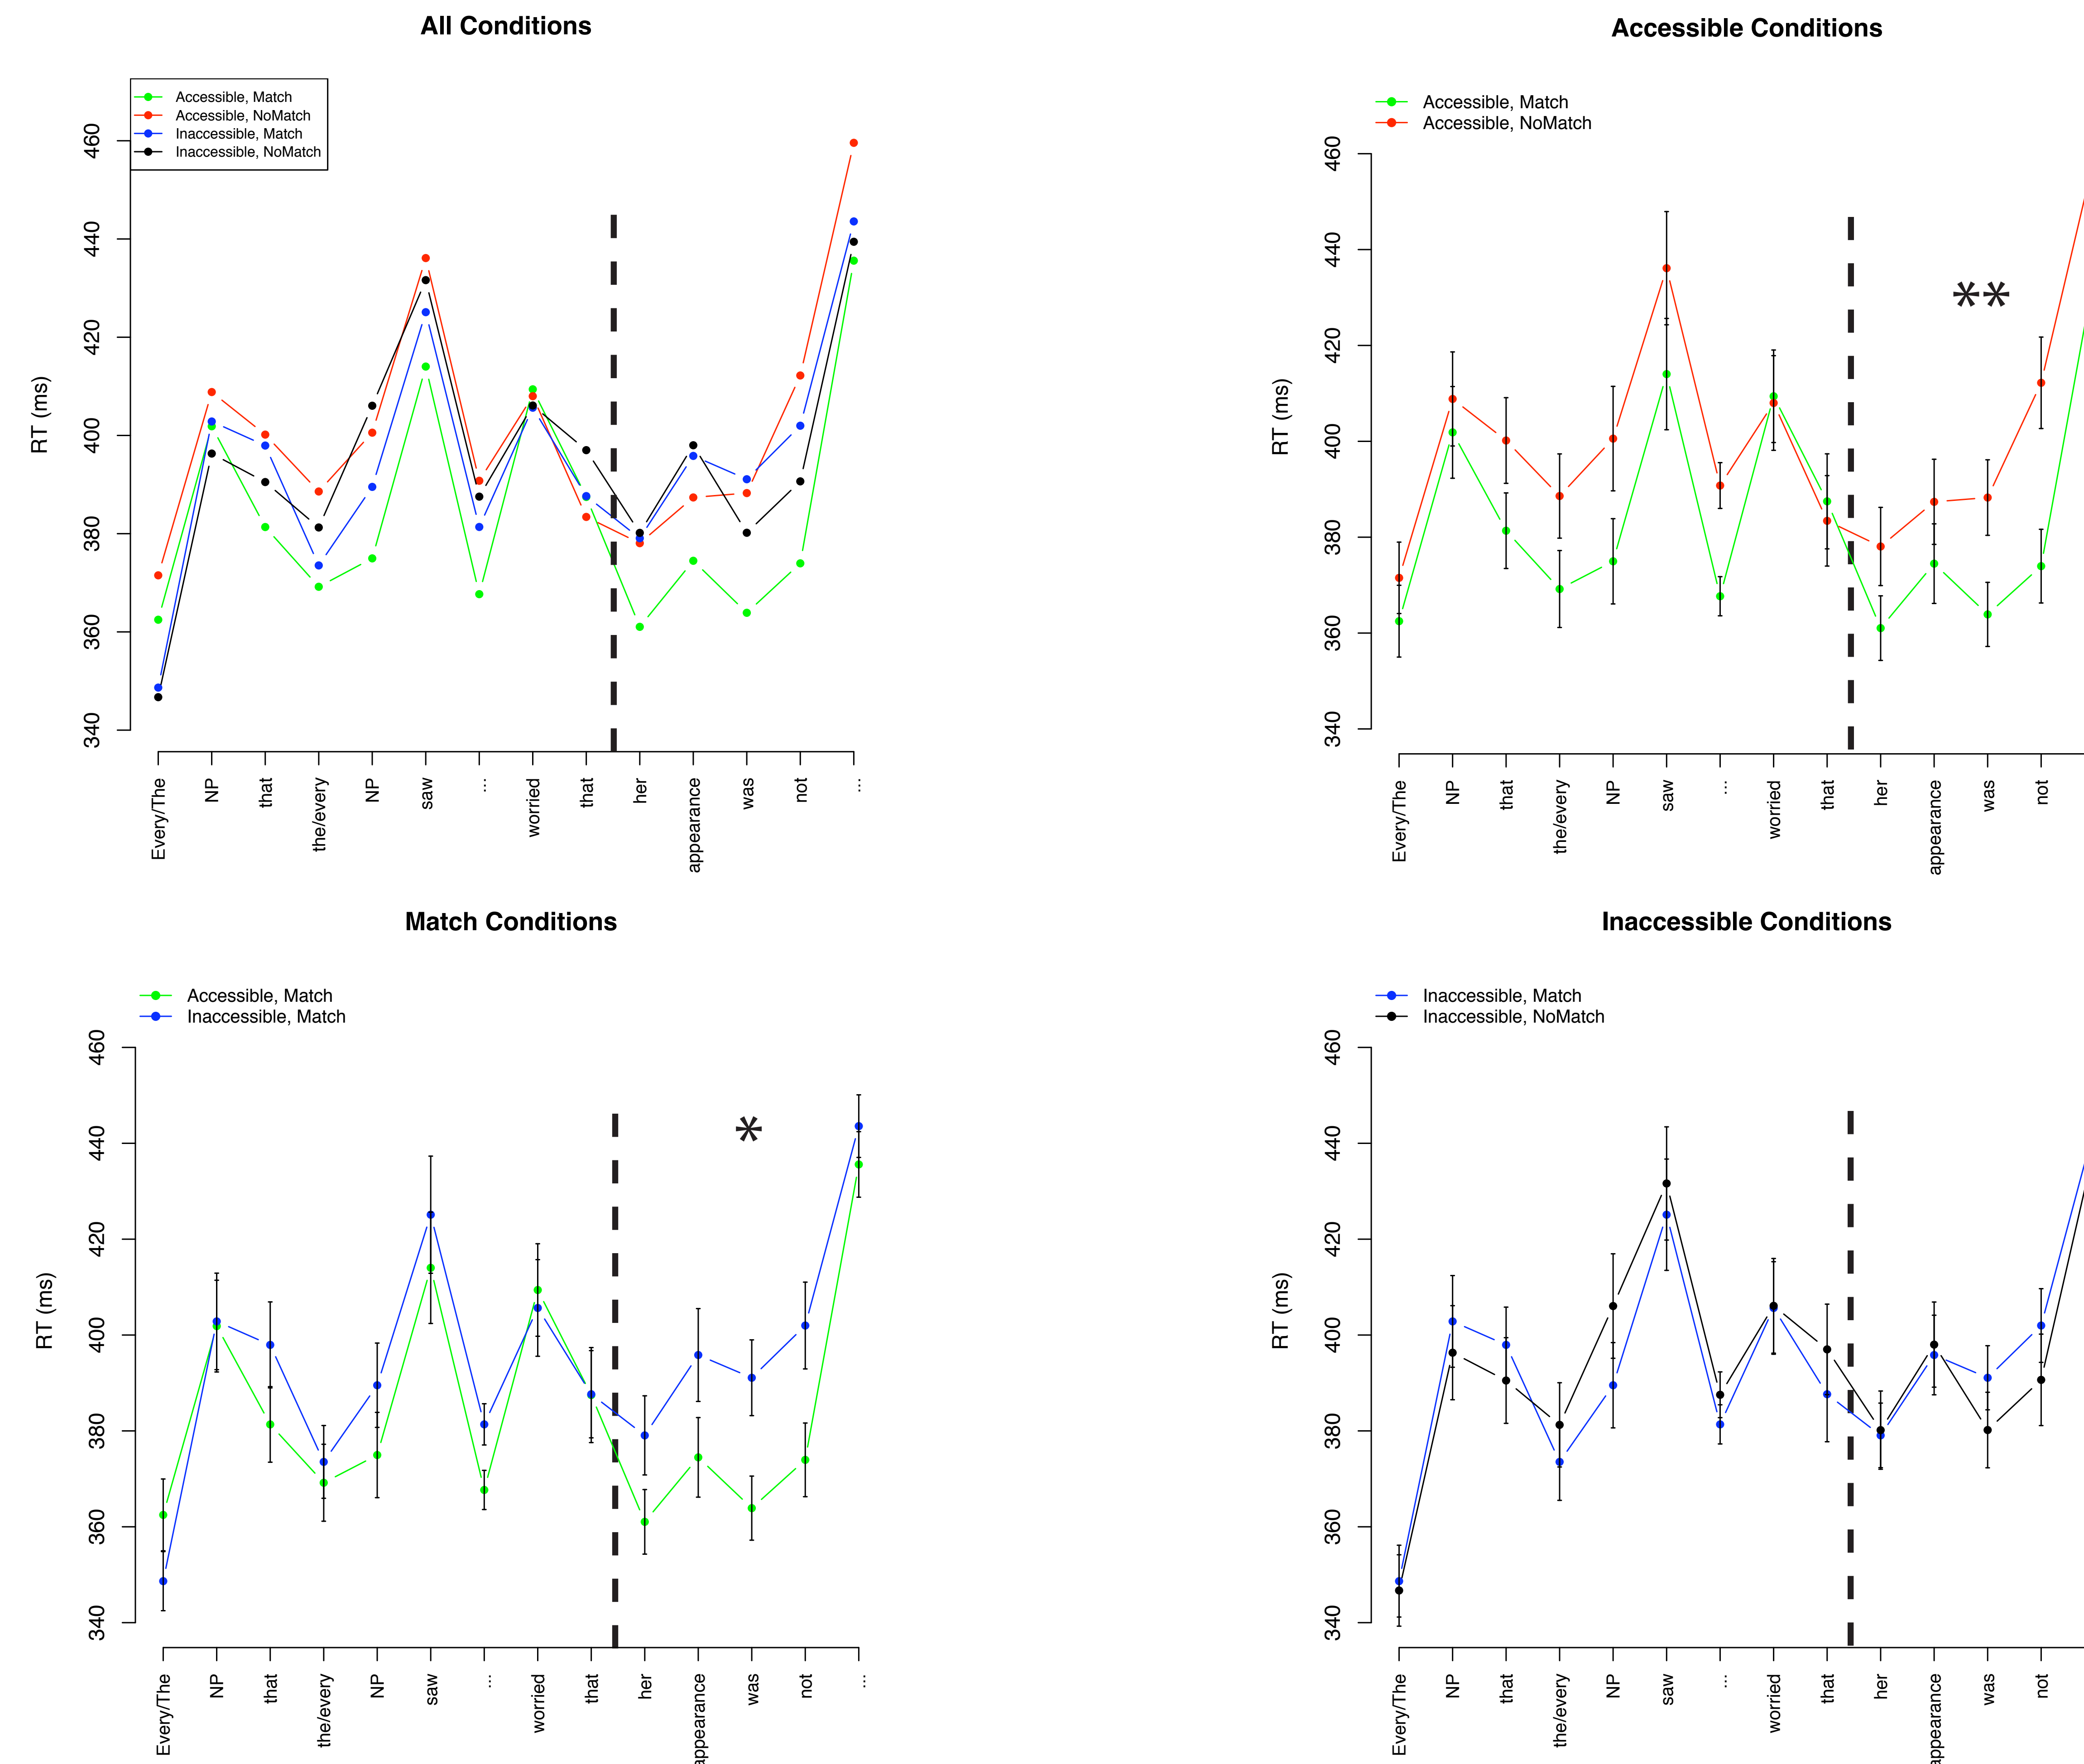 All Conditions
Accessible, Match
Accessible, NoMatch
Inaccessible, Match
Inaccessible, NoMatch
RT (ms)
460
440
420
400
380
360
340
Every/The
NP
that
the/every
NP
saw
...
worried
that
her
appearance
was
not
...
Accessible Conditions
Accessible, Match
Accessible, NoMatch
**
RT (ms)
460
440
420
400
380
360
340
Every/The
NP
that
the/every
NP
saw
...
worried
that
her
appearance
was
not
Match Conditions
Accessible, Match
Inaccessible, Match
*
RT (ms)
460
440
420
400
380
360
340
Every/The
NP
that
the/every
NP
saw
...
worried
that
her
appearance
was
not
...
Inaccessible Conditions
Inaccessible, Match
Inaccessible, NoMatch
RT (ms)
460
440
420
400
380
360
340
Every/The
NP
that
the/every
NP
saw
...
worried
that
her
appearance
was
not